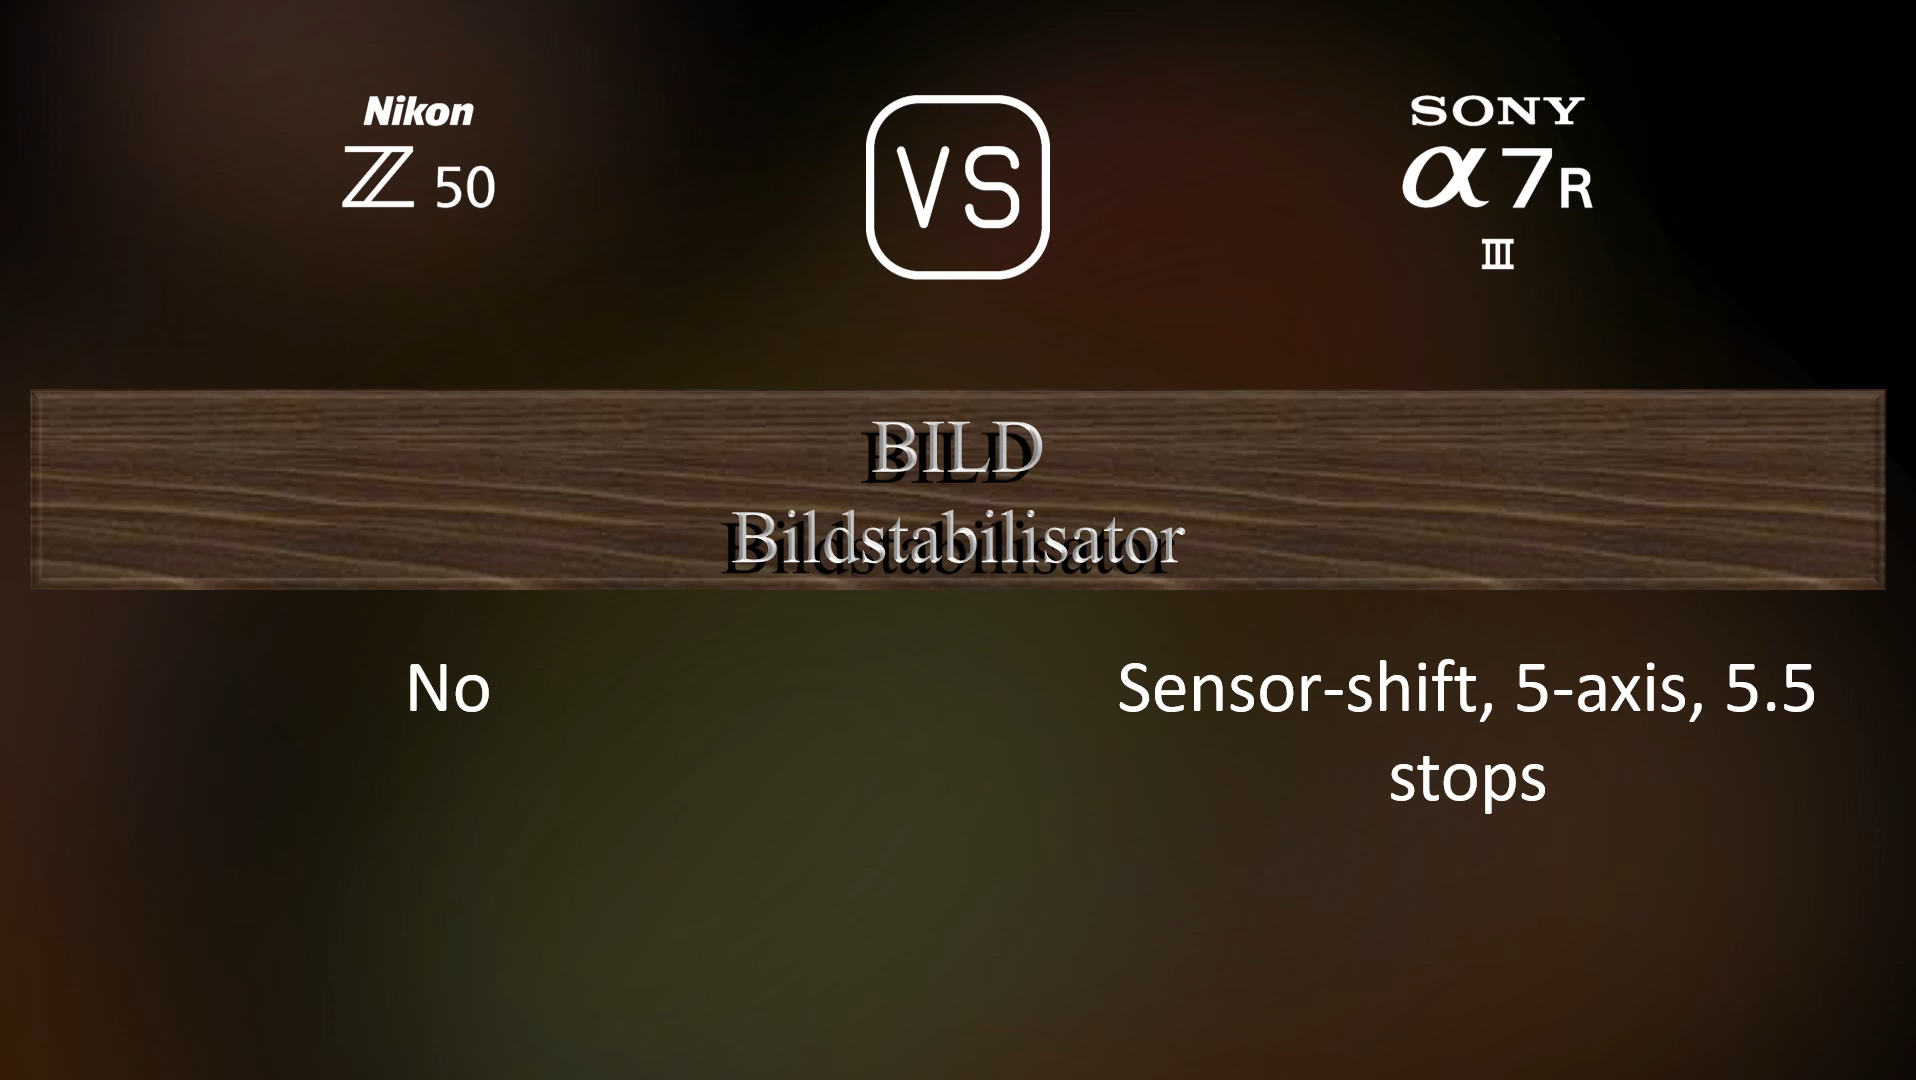 Nikon
Z 50
VS
SONY
α7R
III
BILD
Bildstabilisator
No
Sensor-shift, 5-axis, 5.5
stops